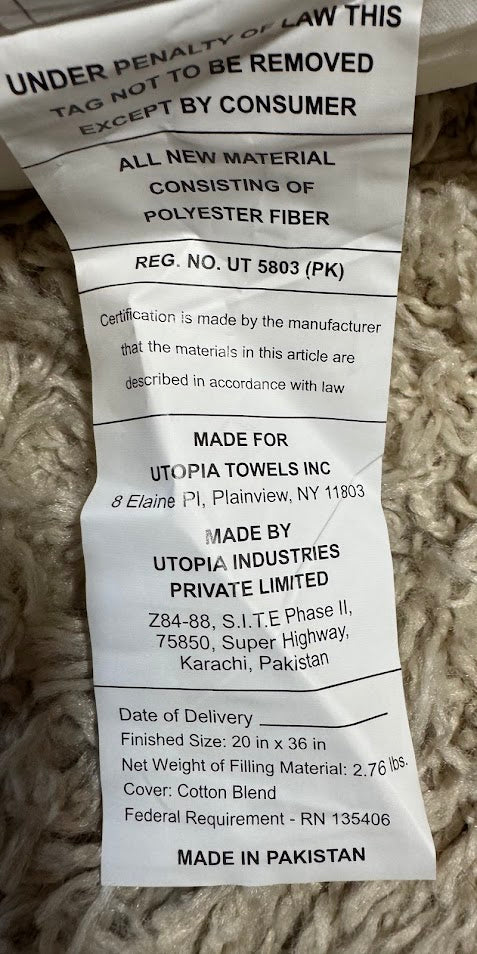 UNDER PENALTY OF LAW THIS
TAG NOT TO BE REMOVED
EXCEPT BY CONSUMER
ALL NEW MATERIAL
CONSISTING OF
POLYESTER FIBER
REG. NO. UT 5803 (PK)
Certification is made by the manufacturer
that the materials in this article are
described in accordance with law
MADE FOR
UTOPIA TOWELS INC
8 Elaine Pl, Plainview, NY 11803
MADE BY
UTOPIA INDUSTRIES
PRIVATE LIMITED
Z84-88, S.I.T.E Phase II,
75850, Super Highway,
Karachi, Pakistan
Date of Delivery
Finished Size: 20 in x 36 in
Net Weight of Filling Material: 2.76 lbs.
Cover: Cotton Blend
Federal Requirement - RN 135406
MADE IN PAKISTAN